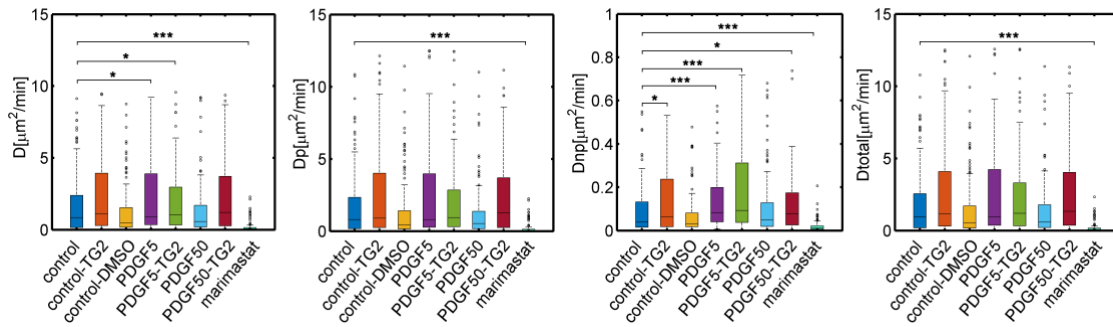 15
10
5
0
D[μm²/min]
***
*
*
control
control-TG2
control-DMSO
PDGF5
PDGF5-TG2
PDGF50
PDGF50-TG2
marimastat
15
10
5
0
Dp[μm²/min]
***
control
control-TG2
control-DMSO
PDGF5
PDGF5-TG2
PDGF50
PDGF50-TG2
marimastat
1
0.8
0.6
0.4
0.2
0
Dnp[μm²/min]
***
*
***
***
*
control
control-TG2
control-DMSO
PDGF5
PDGF5-TG2
PDGF50
PDGF50-TG2
marimastat
15
10
5
0
Dtotal[μm²/min]
***
control
control-TG2
control-DMSO
PDGF5
PDGF5-TG2
PDGF50
PDGF50-TG2
marimastat